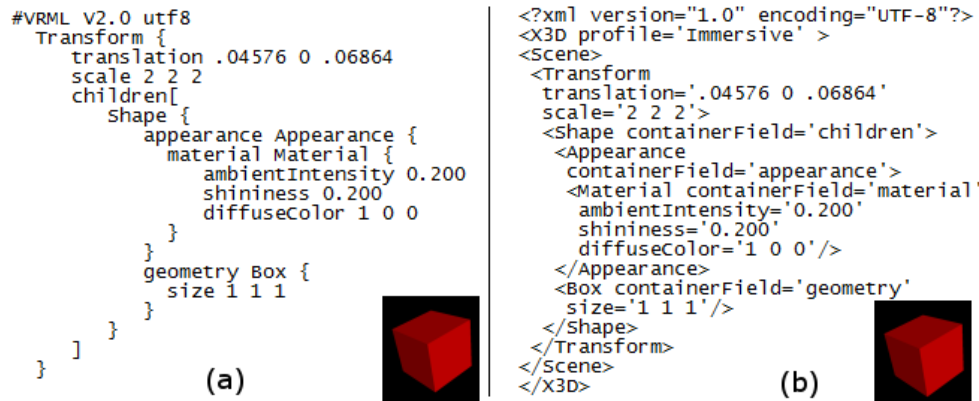 #VRML V2.0 utf8
Transform {
translation .04576 0 .06864
scale 2 2 2
children[
Shape {
appearance Appearance {
material Material {
ambientIntensity 0.200
shininess 0.200
diffuseColor 1 0 0
}
}
geometry Box {
size 1 1 1
}
}
]
}
(a)
<?xml version="1.0" encoding="UTF-8"?>
<X3D profile='Immersive' >
<Scene>
<Transform
translation='.04576 0 .06864'
scale='2 2 2'>
<Shape containerField='children'>
<Appearance
containerField='appearance'>
<Material containerField='material'
ambientIntensity='0.200'
shininess='0.200'
diffuseColor='1 0 0'/>
</Appearance>
<Box containerField='geometry'
size='1 1 1'/>
</Shape>
</Transform>
</Scene>
</X3D>
(b)